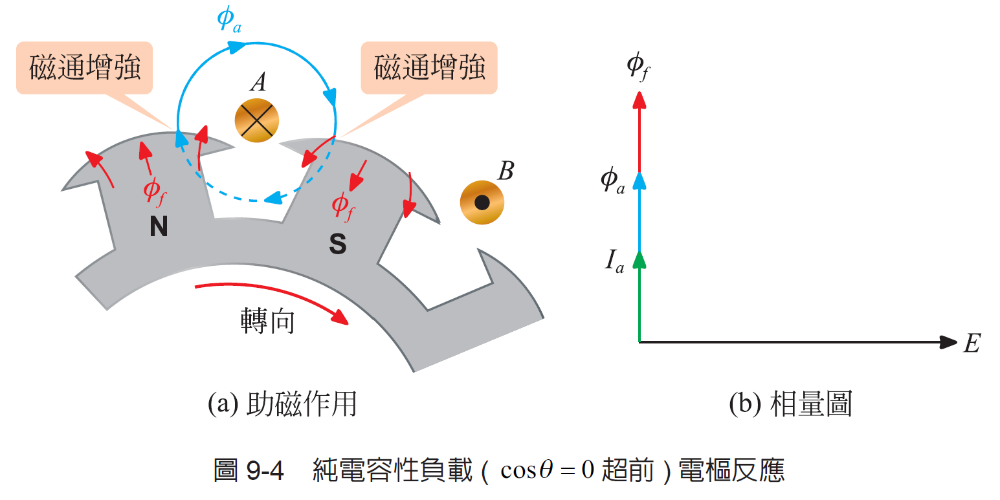 ϕa
磁通增強
磁通增強
A
B
ϕf
N
ϕf
S
轉向
(a) 助磁作用
ϕf
ϕa
Ia
E
(b) 相量圖
圖 9-4 純電容性負載 ( cosθ = 0 超前 ) 電樞反應